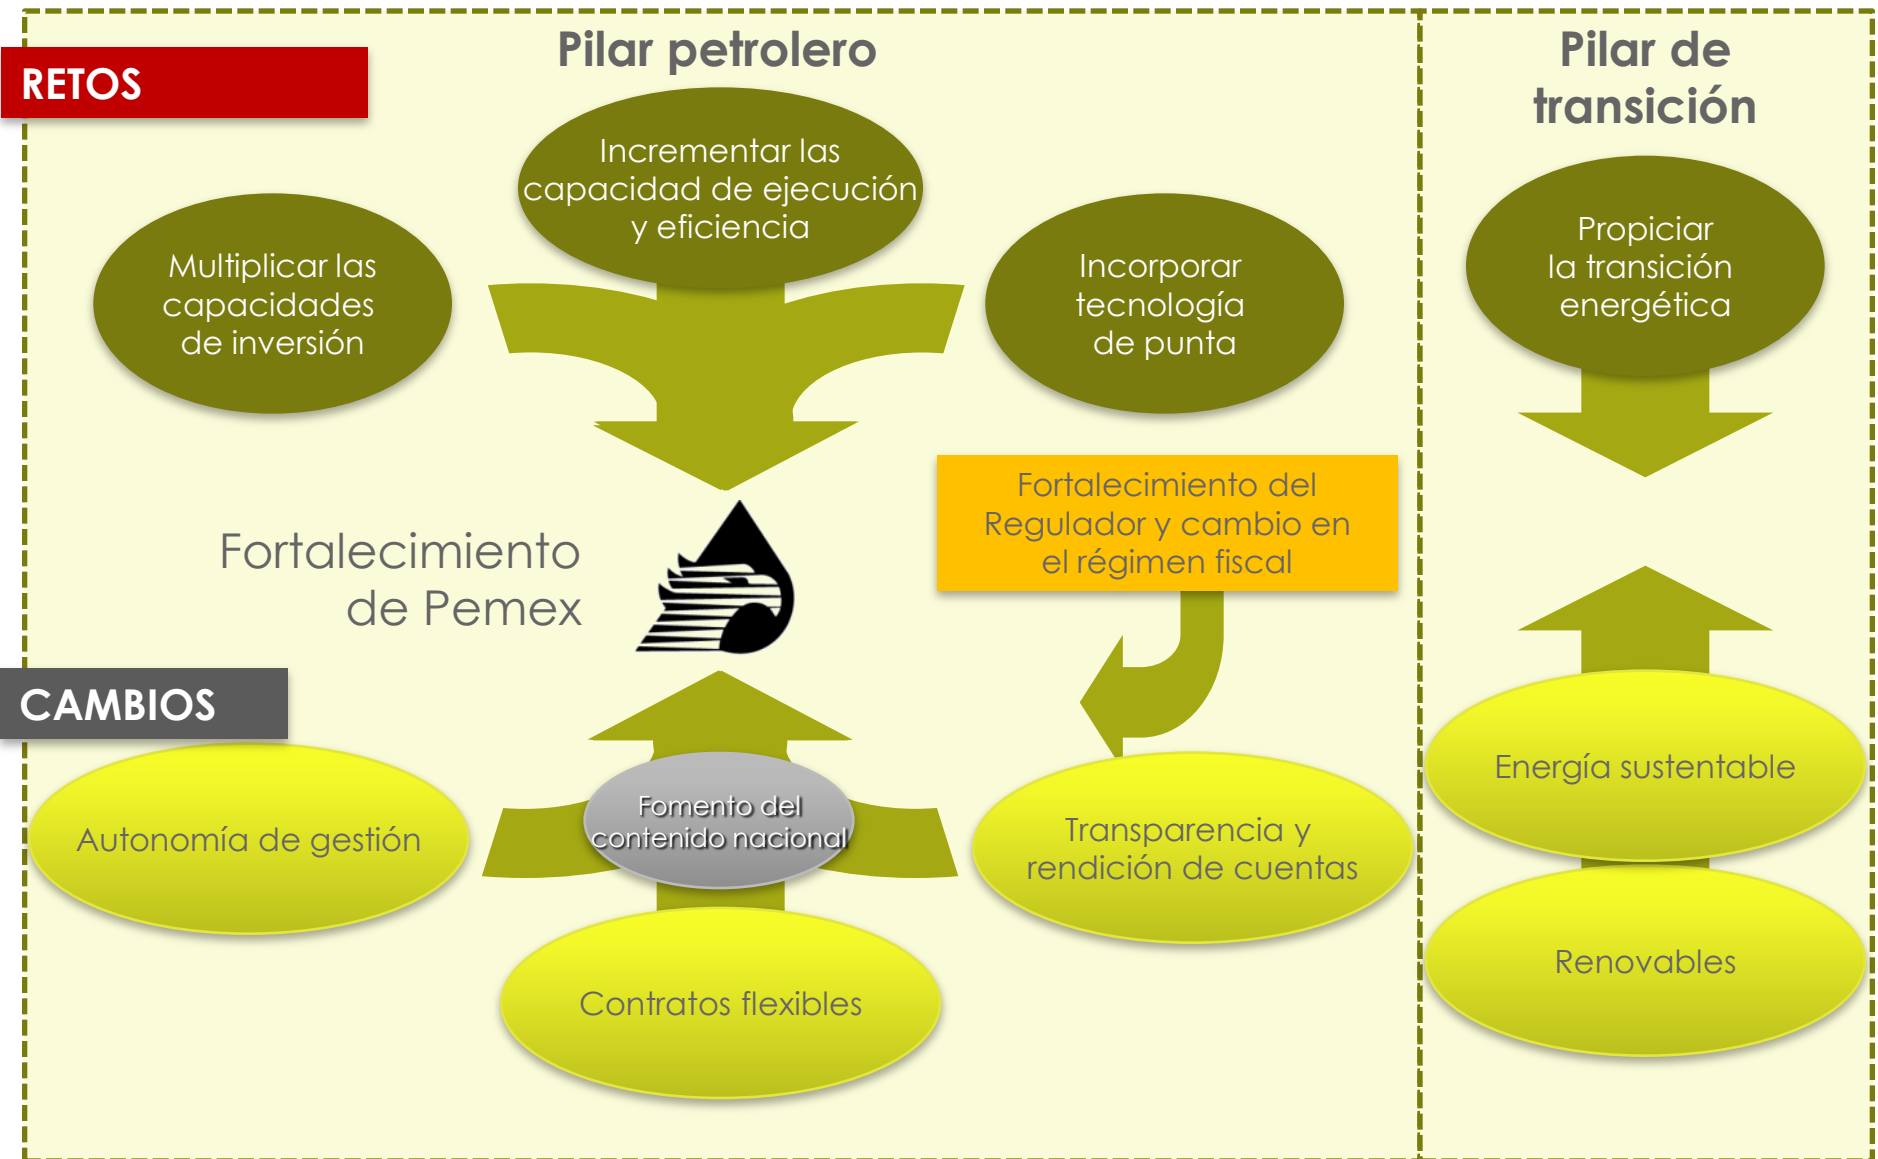 Pilar petrolero
Pilar de
transición
RETOS
Incrementar las
capacidad de ejecución
y eficiencia
Multiplicar las
capacidades
de inversión
Incorporar
tecnología
de punta
Propiciar
la transición
energética
Fortalecimiento del
Regulador y cambio en
el régimen fiscal
Fortalecimiento
de Pemex
CAMBIOS
Autonomía de gestión
Fomento del
contenido nacional
Transparencia y
rendición de cuentas
Contratos flexibles
Energía sustentable
Renovables